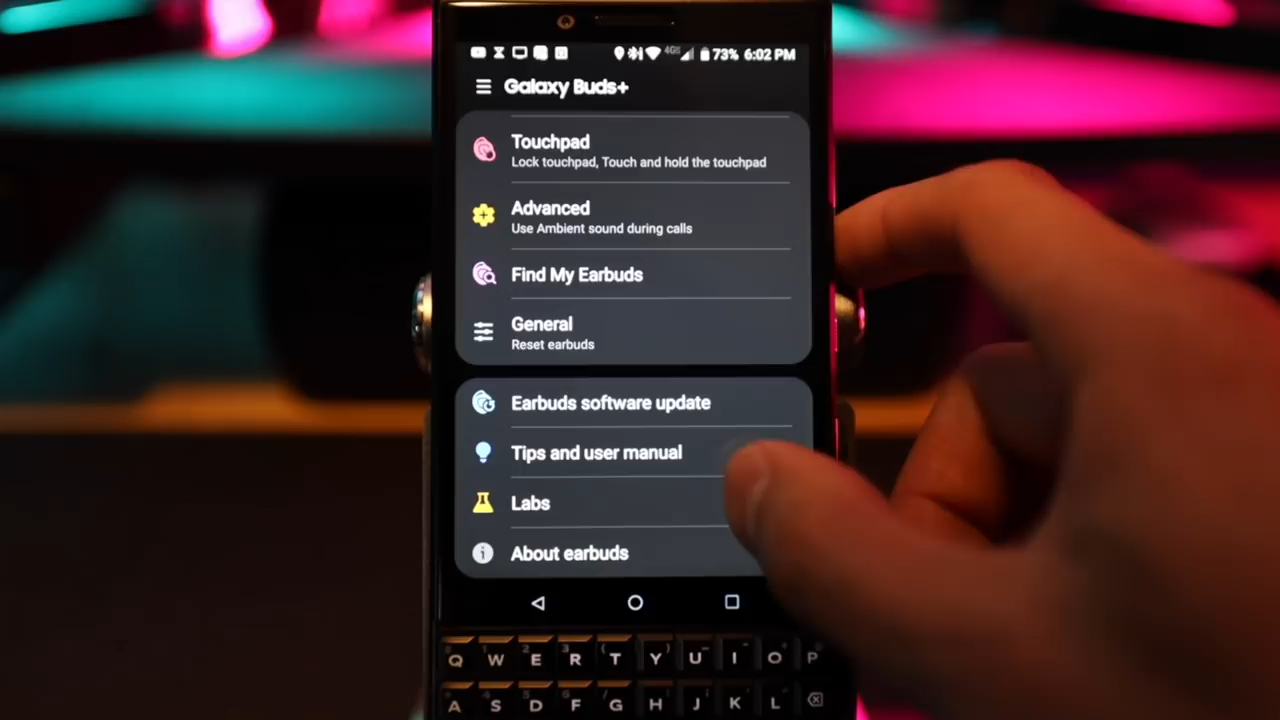 4G 73% 6:02 PM
Galaxy Buds+
Touchpad
Lock touchpad, Touch and hold the touchpad
Advanced
Use Ambient sound during calls
Find My Earbuds
General
Reset earbuds
Earbuds software update
Tips and user manual
Labs
About earbuds
Q W E R T Y U I O P
A S D F G H J K L